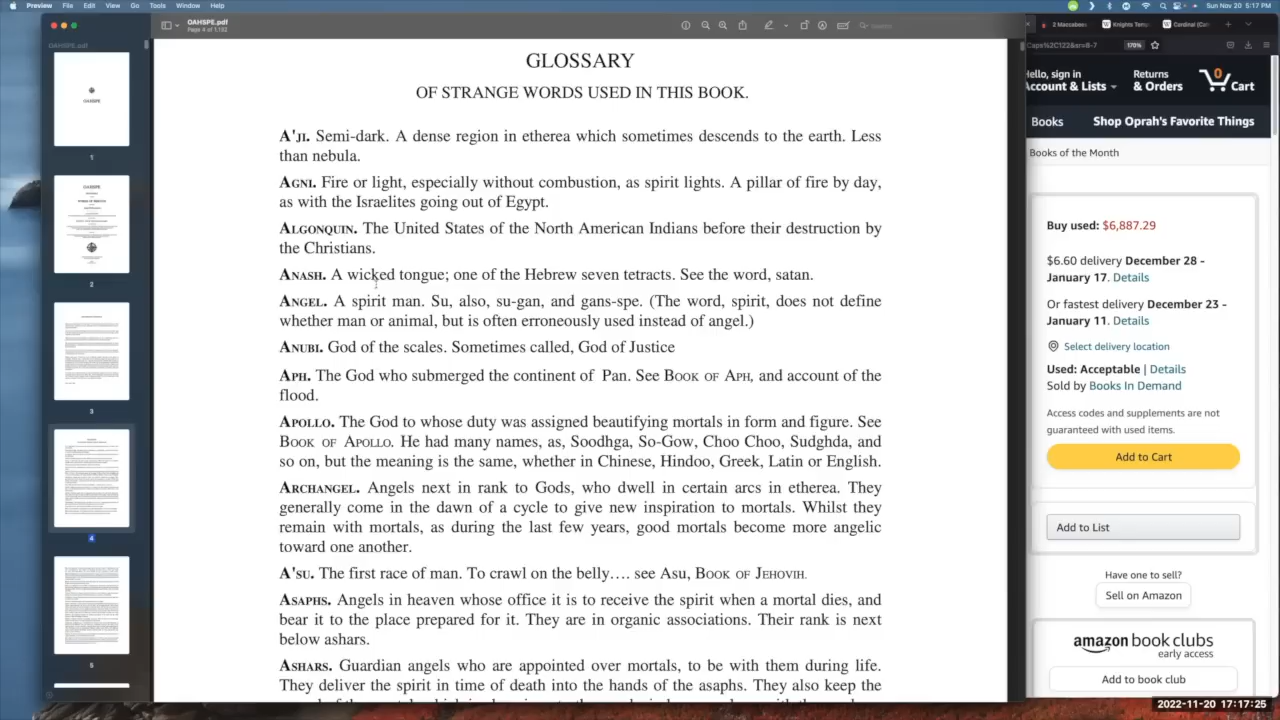 Preview File Edit View Go Tools Window Help
Sun Nov 20 5:17 PM
OAHSPE.pdf
Page 4 of 1,182
OAHSPE.pdf
1
2
3
4
5
GLOSSARY
OF STRANGE WORDS USED IN THIS BOOK.
A'JI. Semi-dark. A dense region in etherea which sometimes descends to the earth. Less
than nebula.
AGNI. Fire or light, especially without combustion, as spirit lights. A pillar of fire by day,
as with the Israelites going out of Egypt.
ALGONQUIN. The United States of the North American Indians before their destruction by
the Christians.
ANASH. A wicked tongue; one of the Hebrew seven tetracts. See the word, satan.
ANGEL. A spirit man. Su, also, su-gan, and gans-spe. (The word, spirit, does not define
whether man or animal, but is often erroneously used instead of angel.)
ANUBI. God of the scales. Sometimes called, God of Justice
APH. The God who submerged the continent of Pan. See BOOK OF APH, and account of the
flood.
APOLLO. The God to whose duty was assigned beautifying mortals in form and figure. See
BOOK OF APOLLO. He had many names, as, Soodhga, So-Gow, Choo Choo, Sudghda, and
so on, but the meaning is the same, whether in Chinese, Hindoo, Greek, Latin or English.
Angels next in rank to Gods, who dwell in certain arcs in etherea. They
generally come in the dawn of a cycle to give new inspiration to mortals. Whilst they
remain with mortals, as during the last few years, good mortals become more angelic
toward one another.
A'SU. The first race of man. To crawl on the belly…. see Asu, BOOK OF
ASAPHS. Angels in heaven whose office it is to receive the spirit when a mortal dies, and
bear it to the place prepared for it. They are in organic associations. Their rank is next
below ashars.
ASHARS. Guardian angels who are appointed over mortals, to be with them during life.
They deliver the spirit in time of death into the hands of the asaphs. They also keep the
2 Maccabees
Knights Temp
Cardinal (Cat
170%
Hello, sign in
Account & Lists
Returns
& Orders
0
Cart
Books
Shop Oprah's Favorite Things
Books of the Month
Buy used: $6,887.29
$6.60 delivery December 28 -
January 17. Details
Or fastest delivery December 23 -
January 11. Details
Select delivery location
Used: Acceptable | Details
Sold by Books In Demand
Access codes and supplements are not
guaranteed with used items.
Add to Cart
Add to List
Have one to sell?
Sell on Amazon
amazon book clubs
early access
Add to book club
2022-11-20 17:17:25